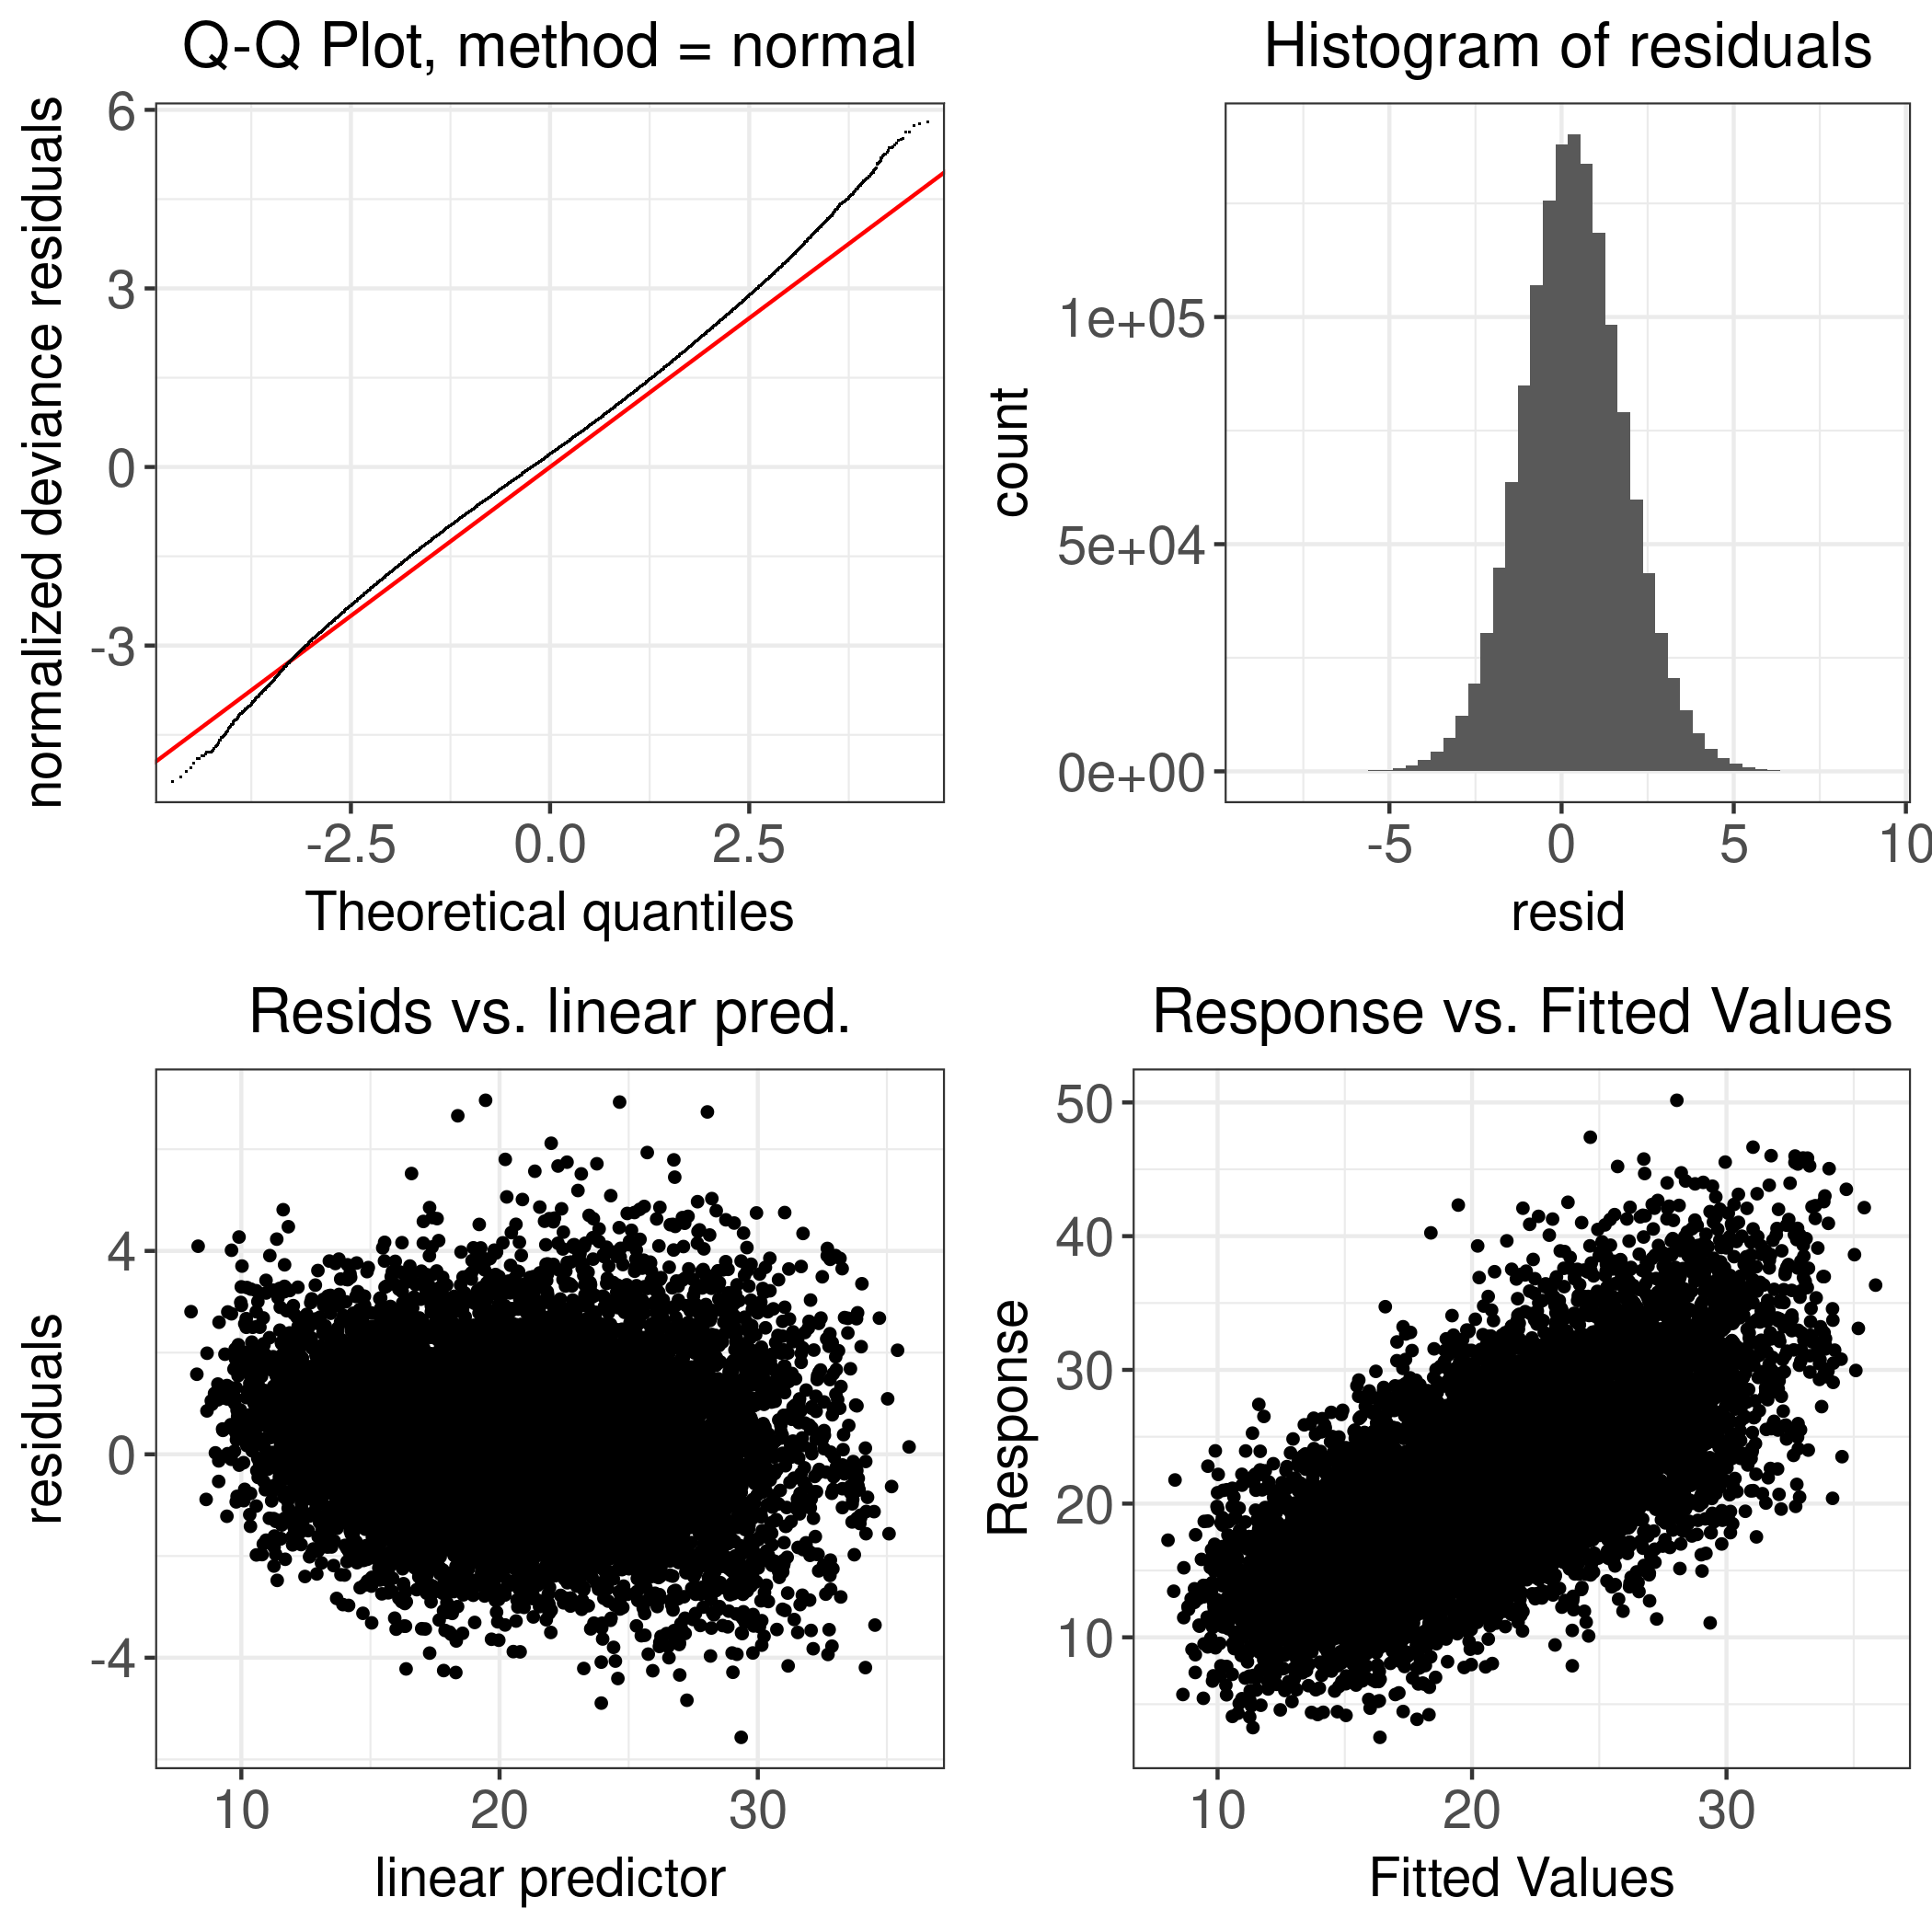 Q-Q Plot, method = normal
normalized deviance residuals
6
3
0
-3
-2.5 0.0 2.5
Theoretical quantiles
Histogram of residuals
count
1e+05
5e+04
0e+00
-5 0 5 10
resid
Resids vs. linear pred.
residuals
4
0
-4
10 20 30
linear predictor
Response vs. Fitted Values
Response
50
40
30
20
10
10 20 30
Fitted Values